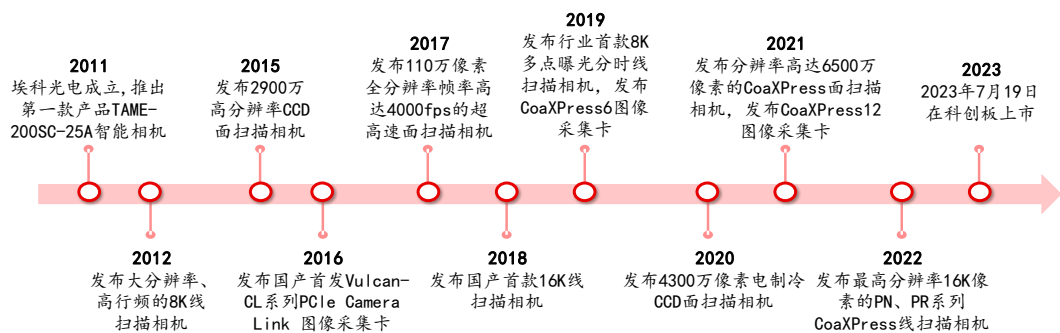 2011
埃科光电成立,推出
第一款产品TAME-
200SC-25A智能相机
2012
发布大分辨率、
高行频的8K线
扫描相机
2015
发布2900万
高分辨率CCD
面扫描相机
2016
发布国产首发Vulcan-
CL系列PCIe Camera
Link 图像采集卡
2017
发布110万像素
全分辨率帧率高
达4000fps的超
高速面扫描相机
2018
发布国产首款16K线
扫描相机
2019
发布行业首款8K
多点曝光分时线
扫描相机，发布
CoaXPress6图像
采集卡
2020
发布4300万像素电制冷
CCD面扫描相机
2021
发布分辨率高达6500万
像素的CoaXPress面扫描
相机，发布CoaXPress12
图像采集卡
2022
发布最高分辨率16K像
素的PN、PR系列
CoaXPress线扫描相机
2023
2023年7月19日
在科创板上市